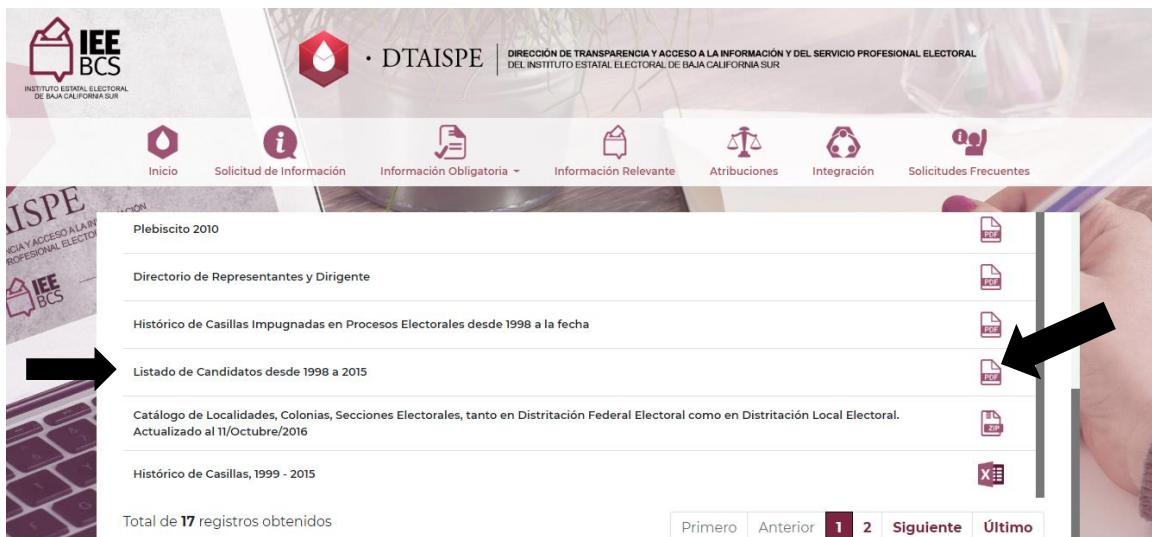 IEE
BCS
INSTITUTO ESTATAL ELECTORAL
DE BAJA CALIFORNIA SUR
· DTAISPE
DIRECCIÓN DE TRANSPARENCIA Y ACCESO A LA INFORMACIÓN Y DEL SERVICIO PROFESIONAL ELECTORAL
DEL INSTITUTO ESTATAL ELECTORAL DE BAJA CALIFORNIA SUR
Inicio
Solicitud de Información
Información Obligatoria
Información Relevante
Atribuciones
Integración
Solicitudes Frecuentes
IEE
BCS
Plebiscito 2010
PDF
Directorio de Representantes y Dirigente
PDF
Histórico de Casillas Impugnadas en Procesos Electorales desde 1998 a la fecha
PDF
Listado de Candidatos desde 1998 a 2015
PDF
Catálogo de Localidades, Colonias, Secciones Electorales, tanto en Distritación Federal Electoral como en Distritación Local Electoral.
Actualizado al 11/Octubre/2016
ZIP
Histórico de Casillas, 1999 - 2015
X
Total de 17 registros obtenidos
Primero Anterior 1 2 Siguiente Último